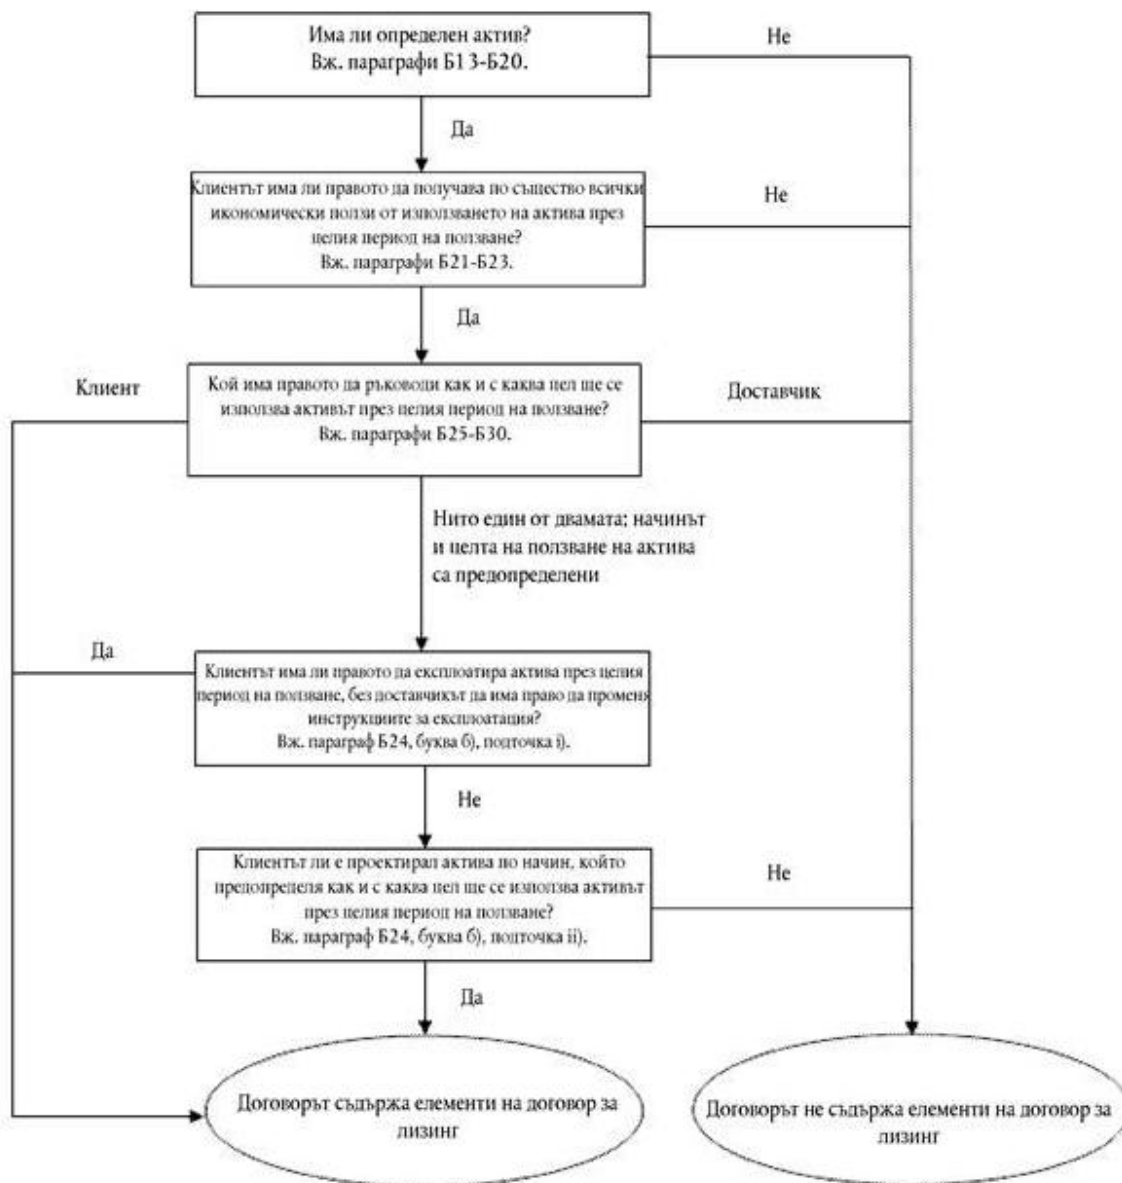 Има ли определен актив?
Вж. параграфи Б13-Б20.
Не
Да
Клиентът има ли правото да получава по същество всички
икономически ползи от използването на актива през
целия период на ползване?
Вж. параграфи Б21-Б23.
Не
Да
Клиент
Кой има правото да ръководи как и с каква цел ще се
използва активът през целия период на ползване?
Вж. параграфи Б25-Б30.
Доставчик
Нито един от двамата; начинът
и целта на ползване на актива
са предопределени
Да
Клиентът има ли правото да експлоатира актива през целия
период на ползване, без доставчикът да има право да променя
инструкциите за експлоатация?
Вж. параграф Б24, буква б), подточка i).
Не
Клиентът ли е проектирал актива по начин, който
предопределя как и с каква цел ще се използва активът
през целия период на ползване?
Вж. параграф Б24, буква б), подточка ii).
Не
Да
Договорът съдържа елементи на договор за
лизинг
Договорът не съдържа елементи на договор за
лизинг